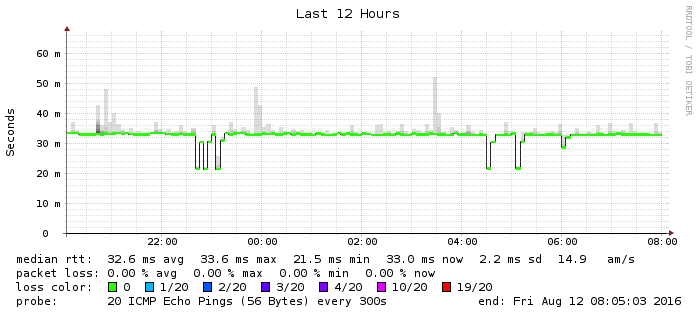 Last 12 Hours
RRDTOOL / TOBI OETIKER
Seconds
60 m
50 m
40 m
30 m
20 m
10 m
0
22:00 00:00 02:00 04:00 06:00 08:00
median rtt: 32.6 ms avg 33.6 ms max 21.5 ms min 33.0 ms now 2.2 ms sd 14.9 am/s
packet loss: 0.00 % avg 0.00 % max 0.00 % min 0.00 % now
loss color: 0 1/20 2/20 3/20 4/20 10/20 19/20
probe: 20 ICMP Echo Pings (56 Bytes) every 300s end: Fri Aug 12 08:05:03 2016